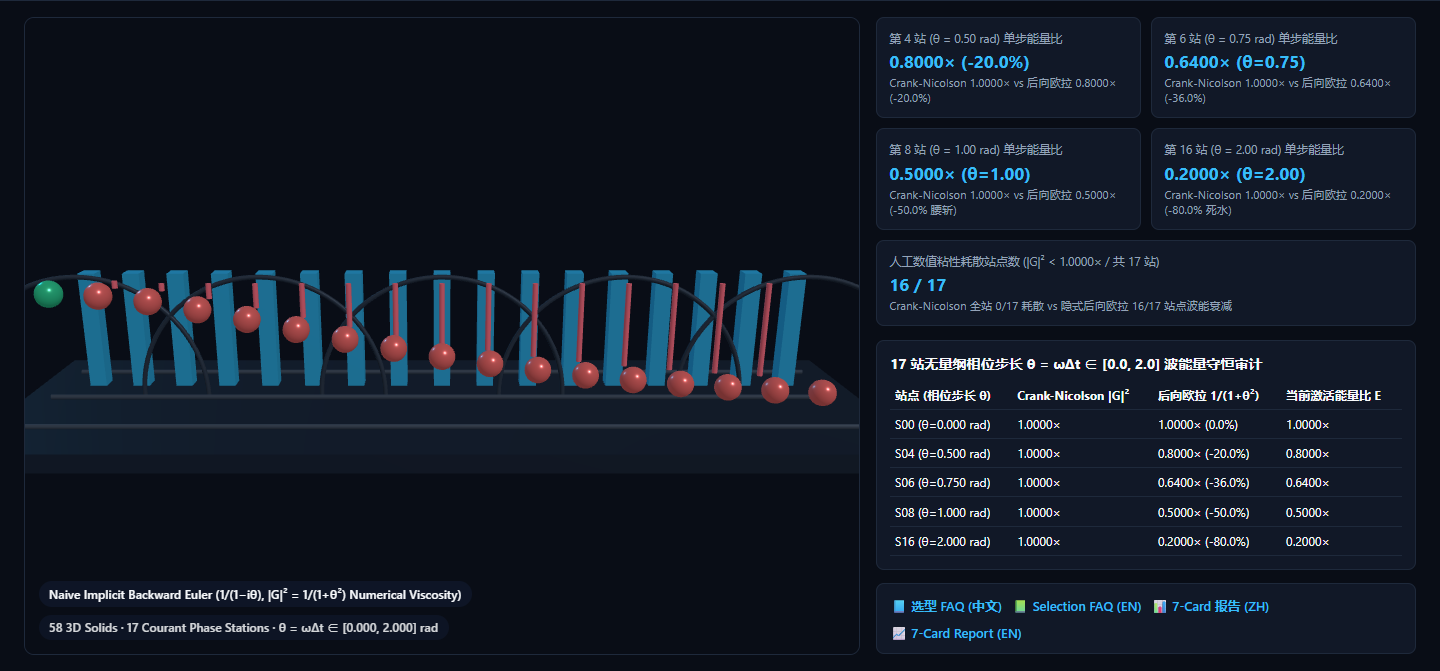 第 4 站 (θ = 0.50 rad) 单步能量比
0.8000× (-20.0%)
Crank-Nicolson 1.0000× vs 后向欧拉 0.8000×
(-20.0%)
第 6 站 (θ = 0.75 rad) 单步能量比
0.6400× (θ=0.75)
Crank-Nicolson 1.0000× vs 后向欧拉 0.6400×
(-36.0%)
第 8 站 (θ = 1.00 rad) 单步能量比
0.5000× (θ=1.00)
Crank-Nicolson 1.0000× vs 后向欧拉 0.5000×
(-50.0% 腰斩)
第 16 站 (θ = 2.00 rad) 单步能量比
0.2000× (θ=2.00)
Crank-Nicolson 1.0000× vs 后向欧拉 0.2000×
(-80.0% 死水)
人工数值粘性耗散站点数 (|G|² < 1.0000× / 共 17 站)
16 / 17
Crank-Nicolson 全站 0/17 耗散 vs 隐式后向欧拉 16/17 站点波能衰减
17 站无量纲相位步长 θ = ωΔt ∈ [0.0, 2.0] 波能量守恒审计
站点 (相位步长 θ) Crank-Nicolson |G|² 后向欧拉 1/(1+θ²) 当前激活能量比 E
S00 (θ=0.000 rad) 1.0000× 1.0000× (0.0%) 1.0000×
S04 (θ=0.500 rad) 1.0000× 0.8000× (-20.0%) 0.8000×
S06 (θ=0.750 rad) 1.0000× 0.6400× (-36.0%) 0.6400×
S08 (θ=1.000 rad) 1.0000× 0.5000× (-50.0%) 0.5000×
S16 (θ=2.000 rad) 1.0000× 0.2000× (-80.0%) 0.2000×
Naive Implicit Backward Euler (1/(1−iθ), |G|² = 1/(1+θ²) Numerical Viscosity)
58 3D Solids · 17 Courant Phase Stations · θ = ωΔt ∈ [0.000, 2.000] rad
选型 FAQ (中文) Selection FAQ (EN) 7-Card 报告 (ZH)
7-Card Report (EN)